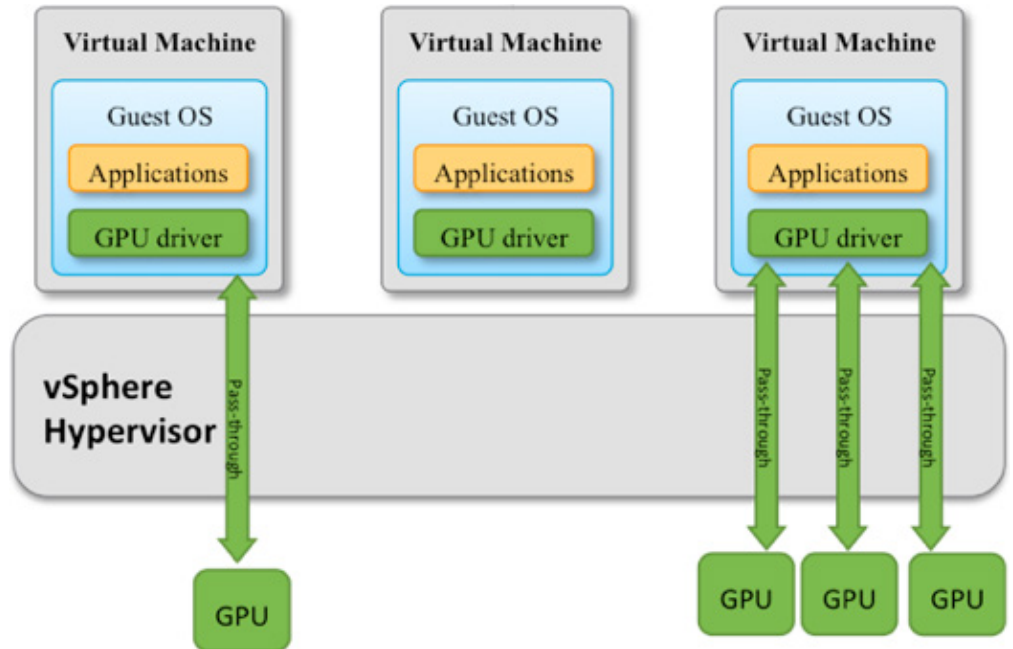 Virtual Machine
Guest OS
Applications
GPU driver
Virtual Machine
Guest OS
Applications
GPU driver
Virtual Machine
Guest OS
Applications
GPU driver
vSphere
Hypervisor
Pass-through
Pass-through
Pass-through
Pass-through
GPU
GPU
GPU
GPU